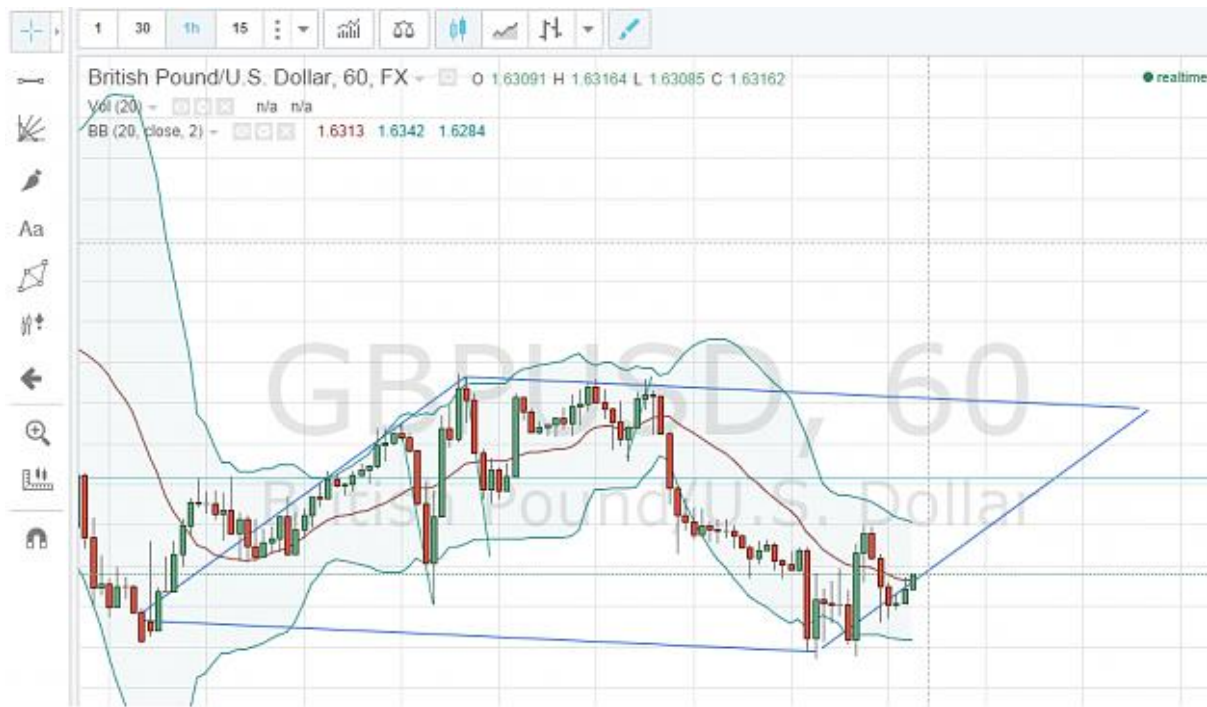 1 30 1h 15
British Pound/U.S. Dollar, 60, FX O 1.63091 H 1.63164 L 1.63085 C 1.63162
realtime
Vol (20) n/a n/a
BB (20, close, 2) 1.6313 1.6342 1.6284
Aa
GBPUSD, 60
British Pound/U.S. Dollar